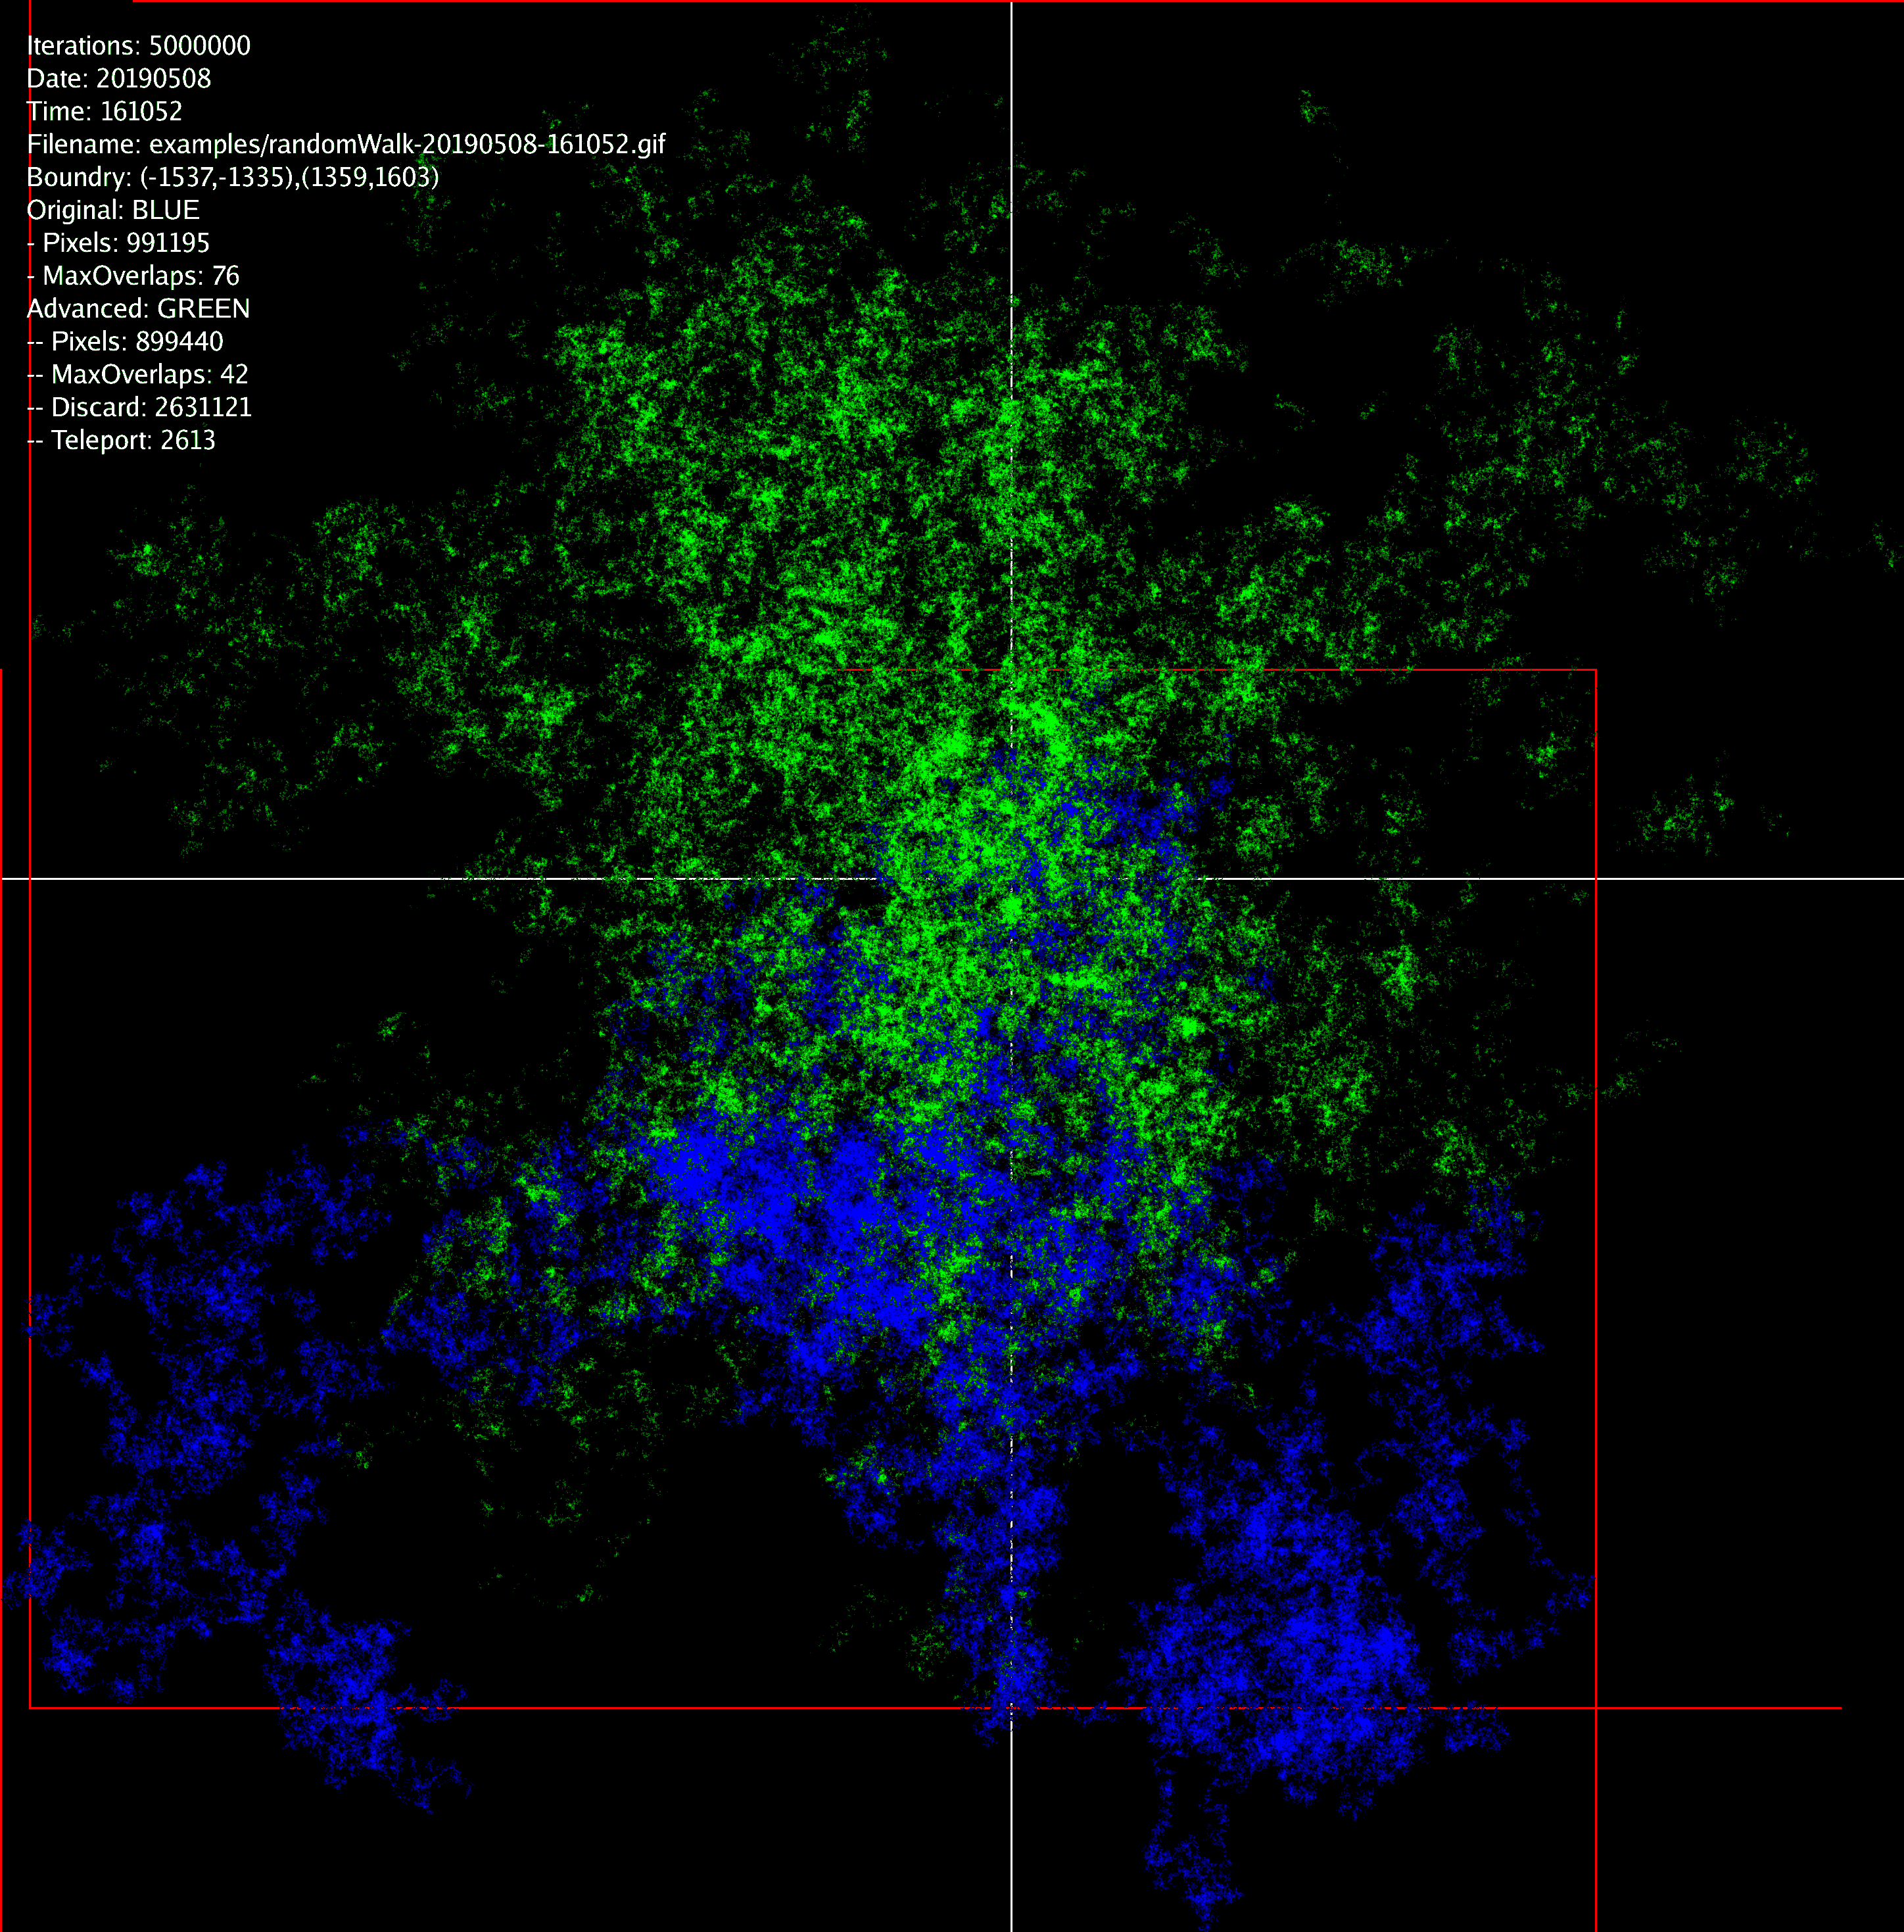 Iterations: 5000000
Date: 20190508
Time: 161052
Filename: examples/randomWalk-20190508-161052.gif
Boundry: (-1537,-1335),(1359,1603)
Original: BLUE
- Pixels: 991195
- MaxOverlaps: 76
Advanced: GREEN
-- Pixels: 899440
-- MaxOverlaps: 42
-- Discard: 2631121
-- Teleport: 2613